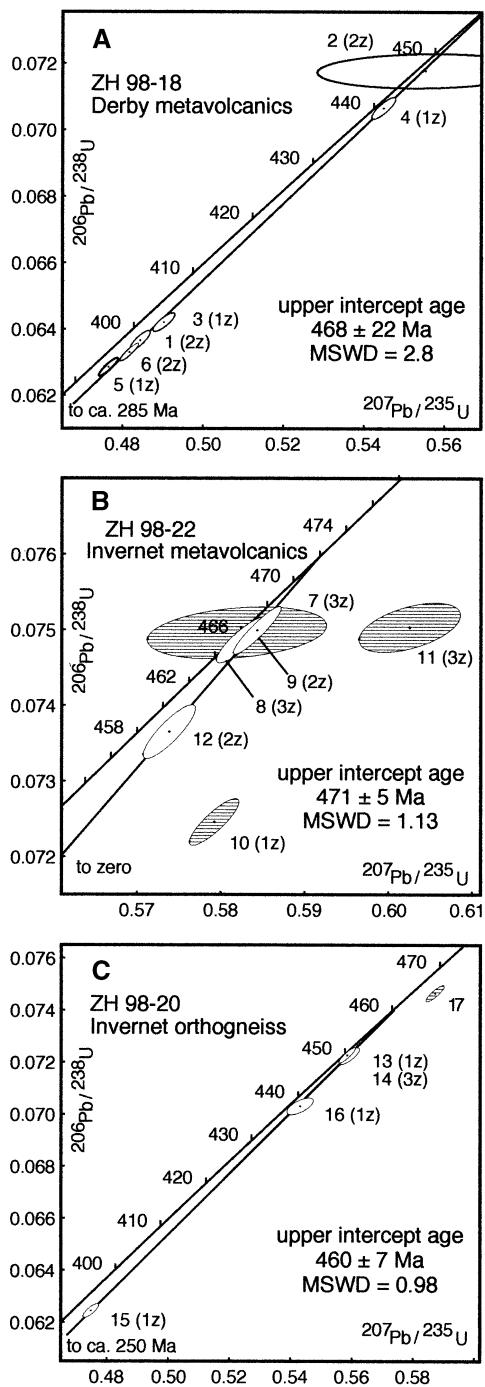 A
ZH 98-18
Derby metavolcanics
2 (2z)
450
440
4 (1z)
430
420
410
400
3 (1z)
1 (2z)
6 (2z)
5 (1z)
to ca. 285 Ma
upper intercept age
468 ± 22 Ma
MSWD = 2.8
207Pb/235U
206Pb/238U
0.072
0.070
0.068
0.066
0.064
0.062
0.48 0.50 0.52 0.54 0.56
B
ZH 98-22
Invernet metavolcanics
474
470
466
462
458
7 (3z)
11 (3z)
9 (2z)
8 (3z)
12 (2z)
10 (1z)
upper intercept age
471 ± 5 Ma
MSWD = 1.13
to zero
207Pb/235U
206Pb/238U
0.076
0.075
0.074
0.073
0.072
0.57 0.58 0.59 0.60 0.61
C
ZH 98-20
Invernet orthogneiss
470
460
450
440
430
420
410
400
17
13 (1z)
14 (3z)
16 (1z)
15 (1z)
upper intercept age
460 ± 7 Ma
MSWD = 0.98
to ca. 250 Ma
207Pb/235U
206Pb/238U
0.076
0.074
0.072
0.070
0.068
0.066
0.064
0.062
0.48 0.50 0.52 0.54 0.56 0.58